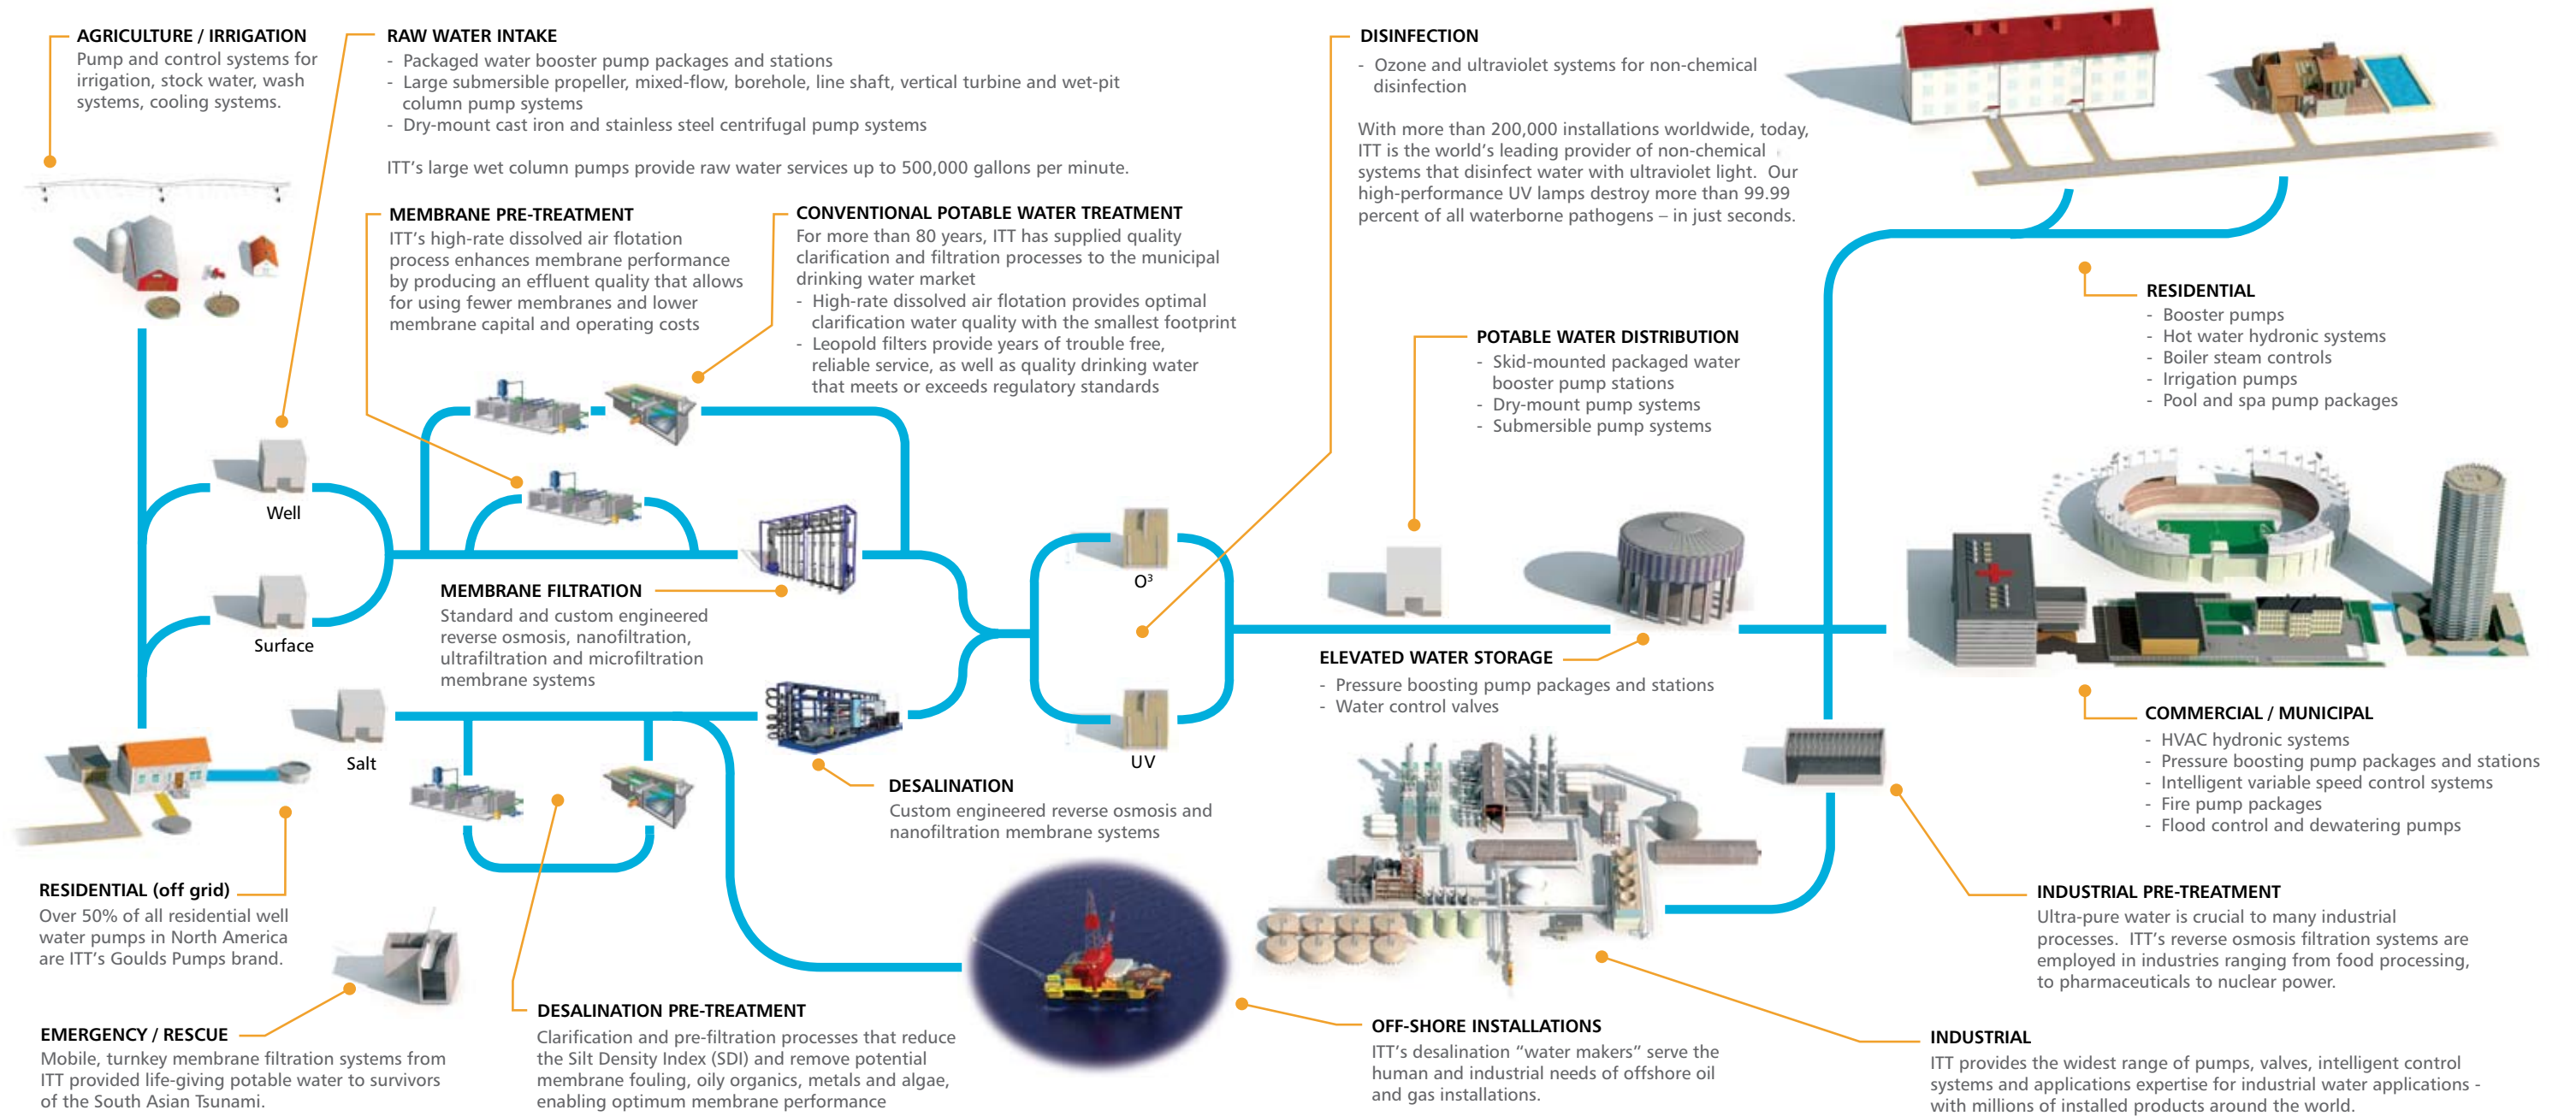 AGRICULTURE / IRRIGATION
Pump and control systems for
irrigation, stock water, wash
systems, cooling systems.
RAW WATER INTAKE
- Packaged water booster pump packages and stations
- Large submersible propeller, mixed-flow, borehole, line shaft, vertical turbine and wet-pit
column pump systems
- Dry-mount cast iron and stainless steel centrifugal pump systems
ITT's large wet column pumps provide raw water services up to 500,000 gallons per minute.
DISINFECTION
- Ozone and ultraviolet systems for non-chemical
disinfection
With more than 200,000 installations worldwide, today,
ITT is the world's leading provider of non-chemical
systems that disinfect water with ultraviolet light. Our
high-performance UV lamps destroy more than 99.99
percent of all waterborne pathogens – in just seconds.
MEMBRANE PRE-TREATMENT
ITT's high-rate dissolved air flotation
process enhances membrane performance
by producing an effluent quality that allows
for using fewer membranes and lower
membrane capital and operating costs
CONVENTIONAL POTABLE WATER TREATMENT
For more than 80 years, ITT has supplied quality
clarification and filtration processes to the municipal
drinking water market
- High-rate dissolved air flotation provides optimal
clarification water quality with the smallest footprint
- Leopold filters provide years of trouble free,
reliable service, as well as quality drinking water
that meets or exceeds regulatory standards
POTABLE WATER DISTRIBUTION
- Skid-mounted packaged water
booster pump stations
- Dry-mount pump systems
- Submersible pump systems
RESIDENTIAL
- Booster pumps
- Hot water hydronic systems
- Boiler steam controls
- Irrigation pumps
- Pool and spa pump packages
Well
Surface
Salt
MEMBRANE FILTRATION
Standard and custom engineered
reverse osmosis, nanofiltration,
ultrafiltration and microfiltration
membrane systems
O³
UV
ELEVATED WATER STORAGE
- Pressure boosting pump packages and stations
- Water control valves
COMMERCIAL / MUNICIPAL
- HVAC hydronic systems
- Pressure boosting pump packages and stations
- Intelligent variable speed control systems
- Fire pump packages
- Flood control and dewatering pumps
DESALINATION
Custom engineered reverse osmosis and
nanofiltration membrane systems
RESIDENTIAL (off grid)
Over 50% of all residential well
water pumps in North America
are ITT's Goulds Pumps brand.
INDUSTRIAL PRE-TREATMENT
Ultra-pure water is crucial to many industrial
processes. ITT's reverse osmosis filtration systems are
employed in industries ranging from food processing,
to pharmaceuticals to nuclear power.
EMERGENCY / RESCUE
Mobile, turnkey membrane filtration systems from
ITT provided life-giving potable water to survivors
of the South Asian Tsunami.
DESALINATION PRE-TREATMENT
Clarification and pre-filtration processes that reduce
the Silt Density Index (SDI) and remove potential
membrane fouling, oily organics, metals and algae,
enabling optimum membrane performance
OFF-SHORE INSTALLATIONS
ITT's desalination “water makers” serve the
human and industrial needs of offshore oil
and gas installations.
INDUSTRIAL
ITT provides the widest range of pumps, valves, intelligent control
systems and applications expertise for industrial water applications -
with millions of installed products around the world.